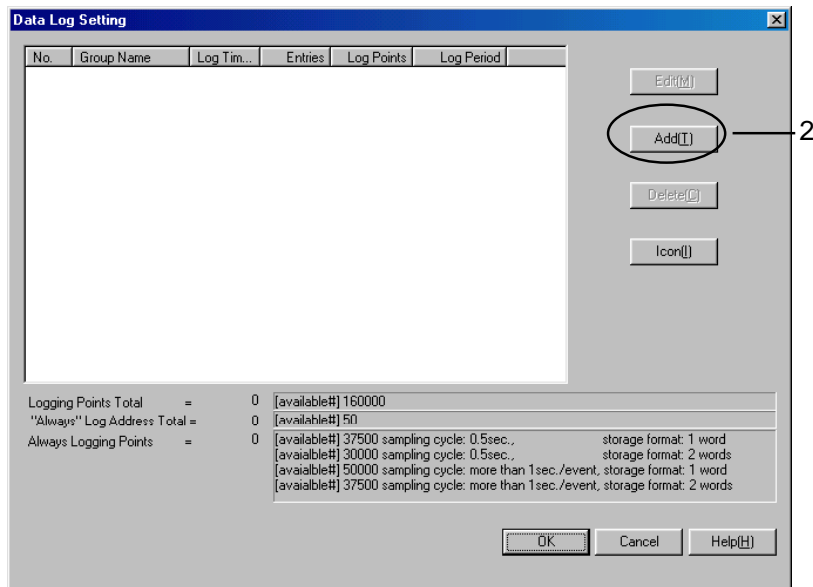 Data Log Setting
No. Group Name Log Tim... Entries Log Points Log Period
Edit(M)
Add(T)
2
Delete(C)
Icon(I)
Logging Points Total = 0 [available#] 160000
"Always" Log Address Total = 0 [available#] 50
Always Logging Points = 0 [available#] 37500 sampling cycle: 0.5sec., storage format: 1 word
[available#] 30000 sampling cycle: 0.5sec., storage format: 2 words
[avaialble#] 50000 sampling cycle: more than 1sec./event, storage format: 1 word
[avaialble#] 37500 sampling cycle: more than 1sec./event, storage format: 2 words
OK Cancel Help(H)